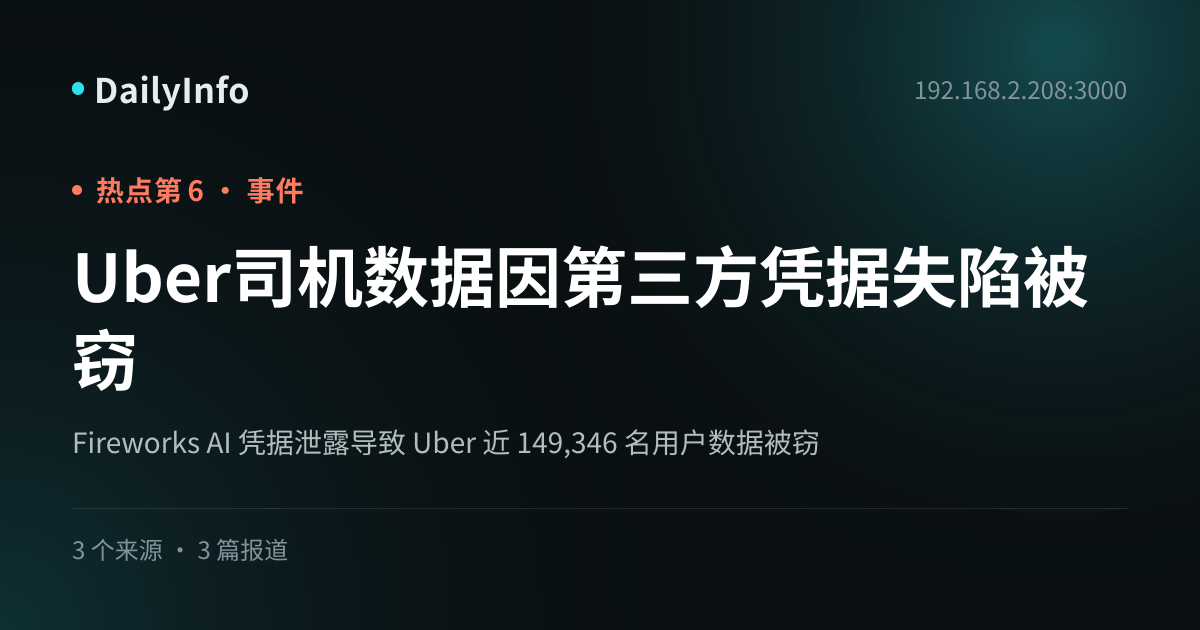 DailyInfo
192.168.2.208:3000
热点第 6 · 事件
Uber司机数据因第三方凭据失陷被
窃
Fireworks AI 凭据泄露导致 Uber 近 149,346 名用户数据被窃
3 个来源 · 3 篇报道